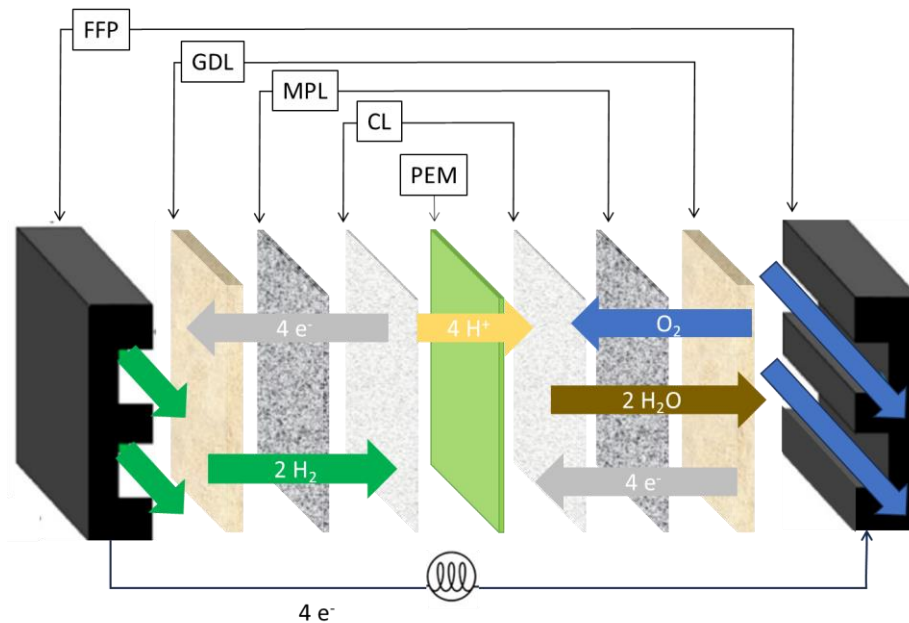 FFP
GDL
MPL
CL
PEM
4 e⁻
4 H⁺
O₂
2 H₂O
2 H₂
4 e⁻
4 e⁻